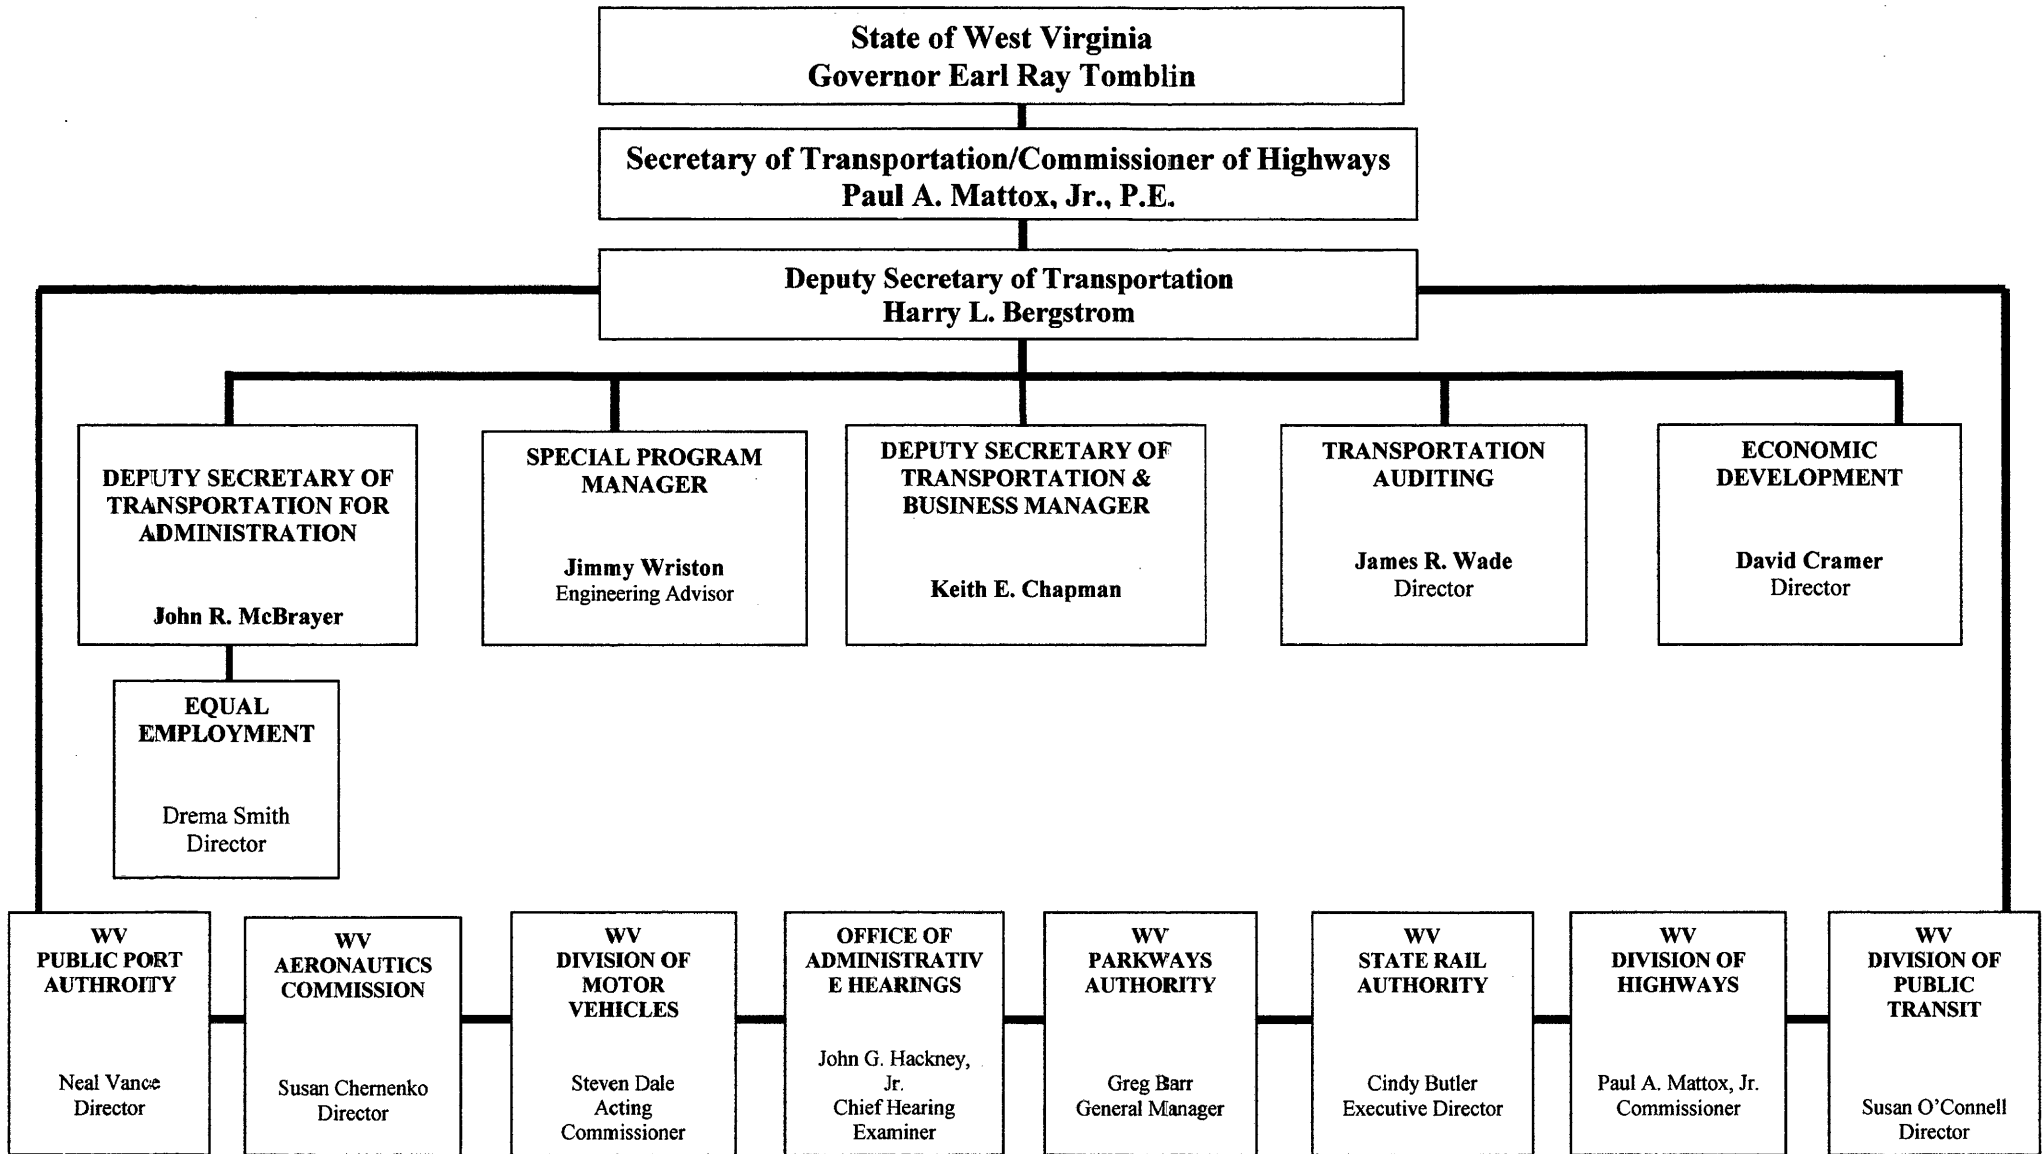 State of West Virginia
Governor Earl Ray Tomblin
Secretary of Transportation/Commissioner of Highways
Paul A. Mattox, Jr., P.E.
Deputy Secretary of Transportation
Harry L. Bergstrom
DEPUTY SECRETARY OF
TRANSPORTATION FOR
ADMINISTRATION
John R. McBrayer
SPECIAL PROGRAM
MANAGER
Jimmy Wriston
Engineering Advisor
DEPUTY SECRETARY OF
TRANSPORTATION &
BUSINESS MANAGER
Keith E. Chapman
TRANSPORTATION
AUDITING
James R. Wade
Director
ECONOMIC
DEVELOPMENT
David Cramer
Director
EQUAL
EMPLOYMENT
Drema Smith
Director
WV
PUBLIC PORT
AUTHROITY
Neal Vance
Director
WV
AERONAUTICS
COMMISSION
Susan Chernenko
Director
WV
DIVISION OF
MOTOR
VEHICLES
Steven Dale
Acting
Commissioner
OFFICE OF
ADMINISTRATIV
E HEARINGS
John G. Hackney,
Jr.
Chief Hearing
Examiner
WV
PARKWAYS
AUTHORITY
Greg Barr
General Manager
WV
STATE RAIL
AUTHORITY
Cindy Butler
Executive Director
WV
DIVISION OF
HIGHWAYS
Paul A. Mattox, Jr.
Commissioner
WV
DIVISION OF
PUBLIC
TRANSIT
Susan O'Connell
Director